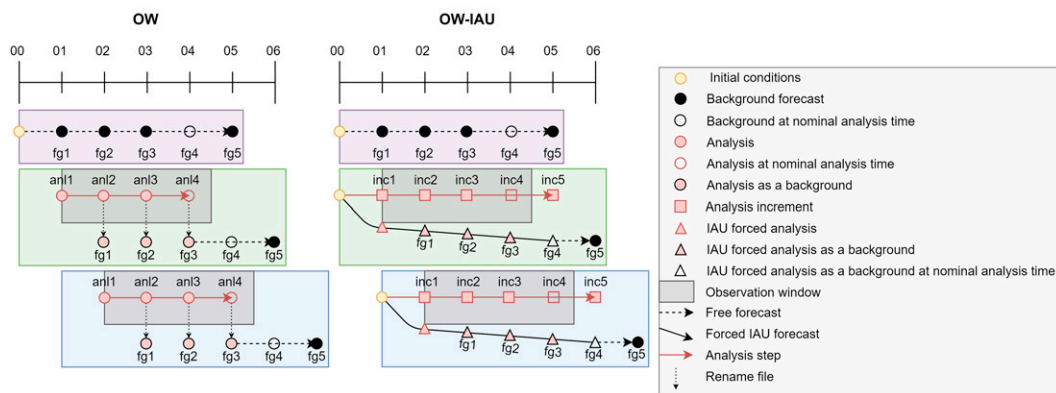 OW
OW-IAU
00 01 02 03 04 05 06
00 01 02 03 04 05 06
fg1 fg2 fg3 fg4 fg5
fg1 fg2 fg3 fg4 fg5
anl1 anl2 anl3 anl4
inc1 inc2 inc3 inc4 inc5
fg1 fg2 fg3 fg4 fg5
fg1 fg2 fg3 fg4 fg5
anl1 anl2 anl3 anl4
inc1 inc2 inc3 inc4 inc5
fg1 fg2 fg3 fg4 fg5
fg1 fg2 fg3 fg4 fg5
Initial conditions
Background forecast
Background at nominal analysis time
Analysis
Analysis at nominal analysis time
Analysis as a background
Analysis increment
IAU forced analysis
IAU forced analysis as a background
IAU forced analysis as a background at nominal analysis time
Observation window
Free forecast
Forced IAU forecast
Analysis step
Rename file